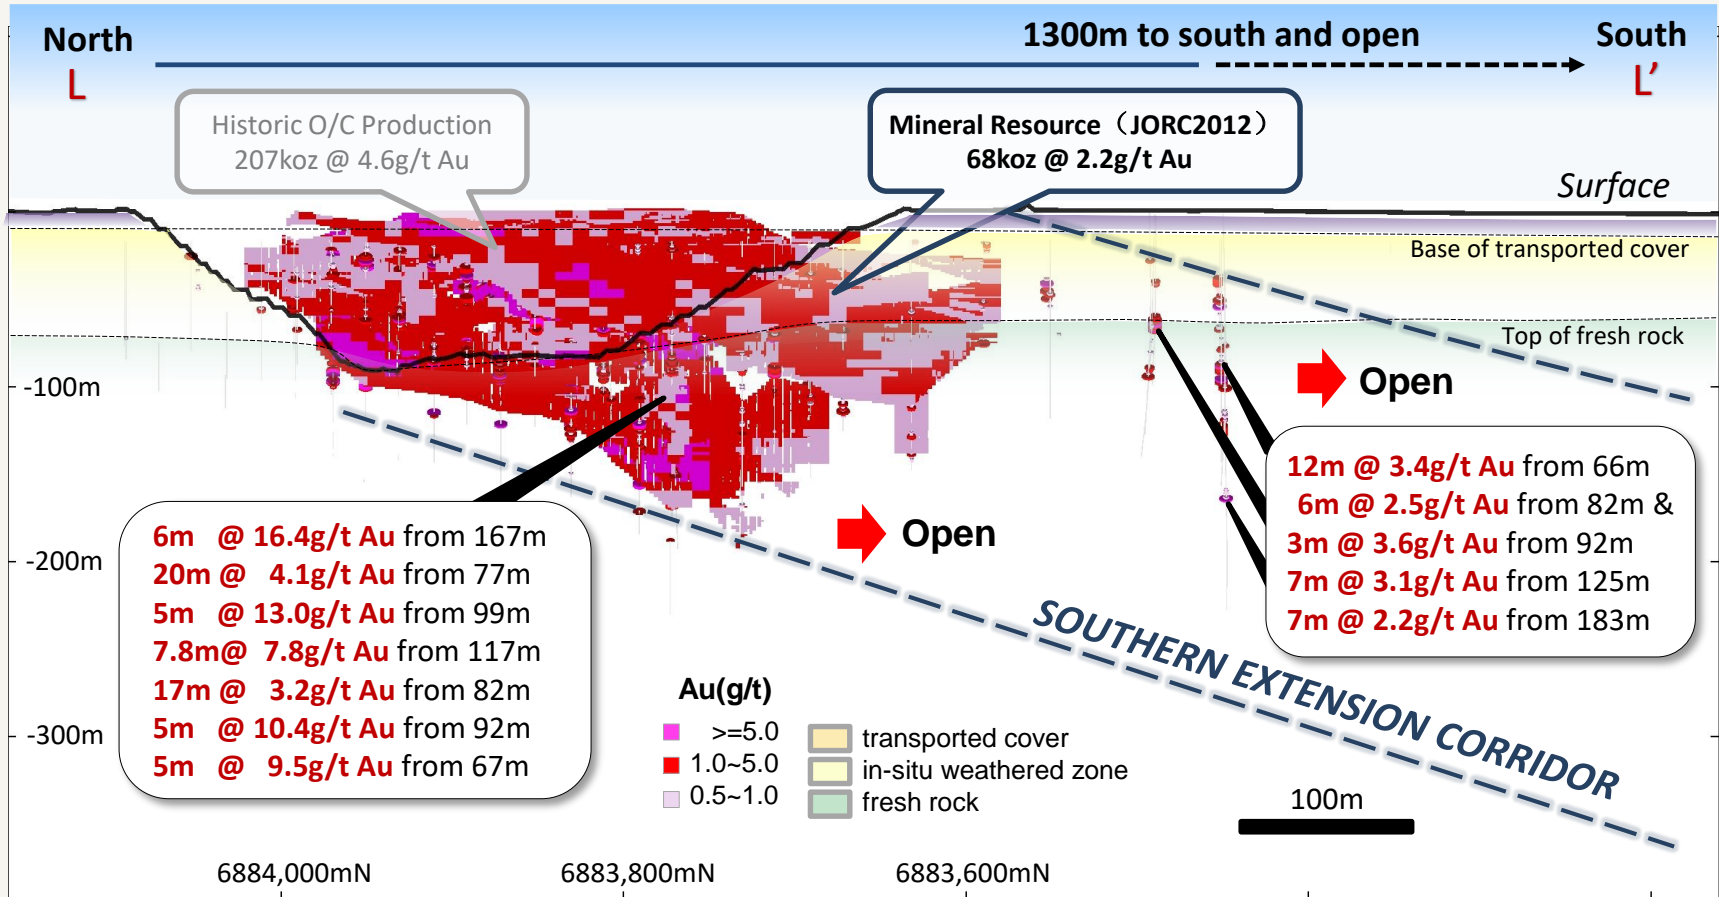 North
L
1300m to south and open
South
L’
Historic O/C Production
207koz @ 4.6g/t Au
Mineral Resource（JORC2012）
68koz @ 2.2g/t Au
Surface
Base of transported cover
Top of fresh rock
-100m
-200m
-300m
Open
Open
12m @ 3.4g/t Au from 66m
6m @ 2.5g/t Au from 82m &
3m @ 3.6g/t Au from 92m
7m @ 3.1g/t Au from 125m
7m @ 2.2g/t Au from 183m
6m @ 16.4g/t Au from 167m
20m @ 4.1g/t Au from 77m
5m @ 13.0g/t Au from 99m
7.8m@ 7.8g/t Au from 117m
17m @ 3.2g/t Au from 82m
5m @ 10.4g/t Au from 92m
5m @ 9.5g/t Au from 67m
SOUTHERN EXTENSION CORRIDOR
Au(g/t)
>=5.0
1.0~5.0
0.5~1.0
transported cover
in-situ weathered zone
fresh rock
100m
6884,000mN
6883,800mN
6883,600mN